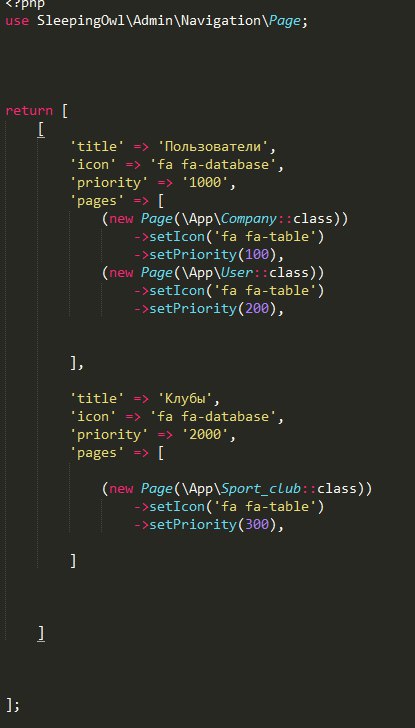 <?php
use SleepingOwl\Admin\Navigation\Page;
return [
[
'title' => 'Пользователи',
'icon' => 'fa fa-database',
'priority' => '1000',
'pages' => [
(new Page(\App\Company::class))
->setIcon('fa fa-table')
->setPriority(100),
(new Page(\App\User::class))
->setIcon('fa fa-table')
->setPriority(200),
],
'title' => 'Клубы',
'icon' => 'fa fa-database',
'priority' => '2000',
'pages' => [
(new Page(\App\Sport_club::class))
->setIcon('fa fa-table')
->setPriority(300),
]
]
];